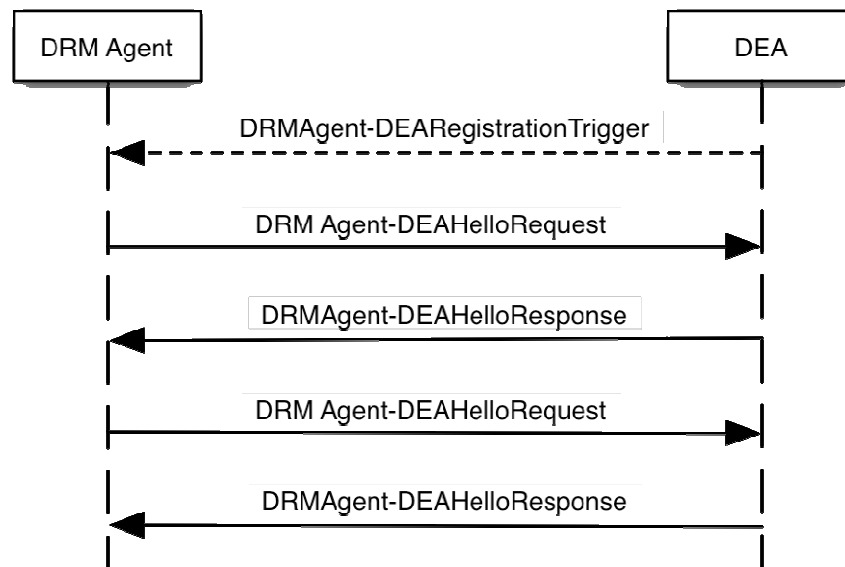 DRM Agent
DEA
DRMAgent-DEARegistrationTrigger
DRM Agent-DEAHelloRequest
DRMAgent-DEAHelloResponse
DRM Agent-DEAHelloRequest
DRMAgent-DEAHelloResponse